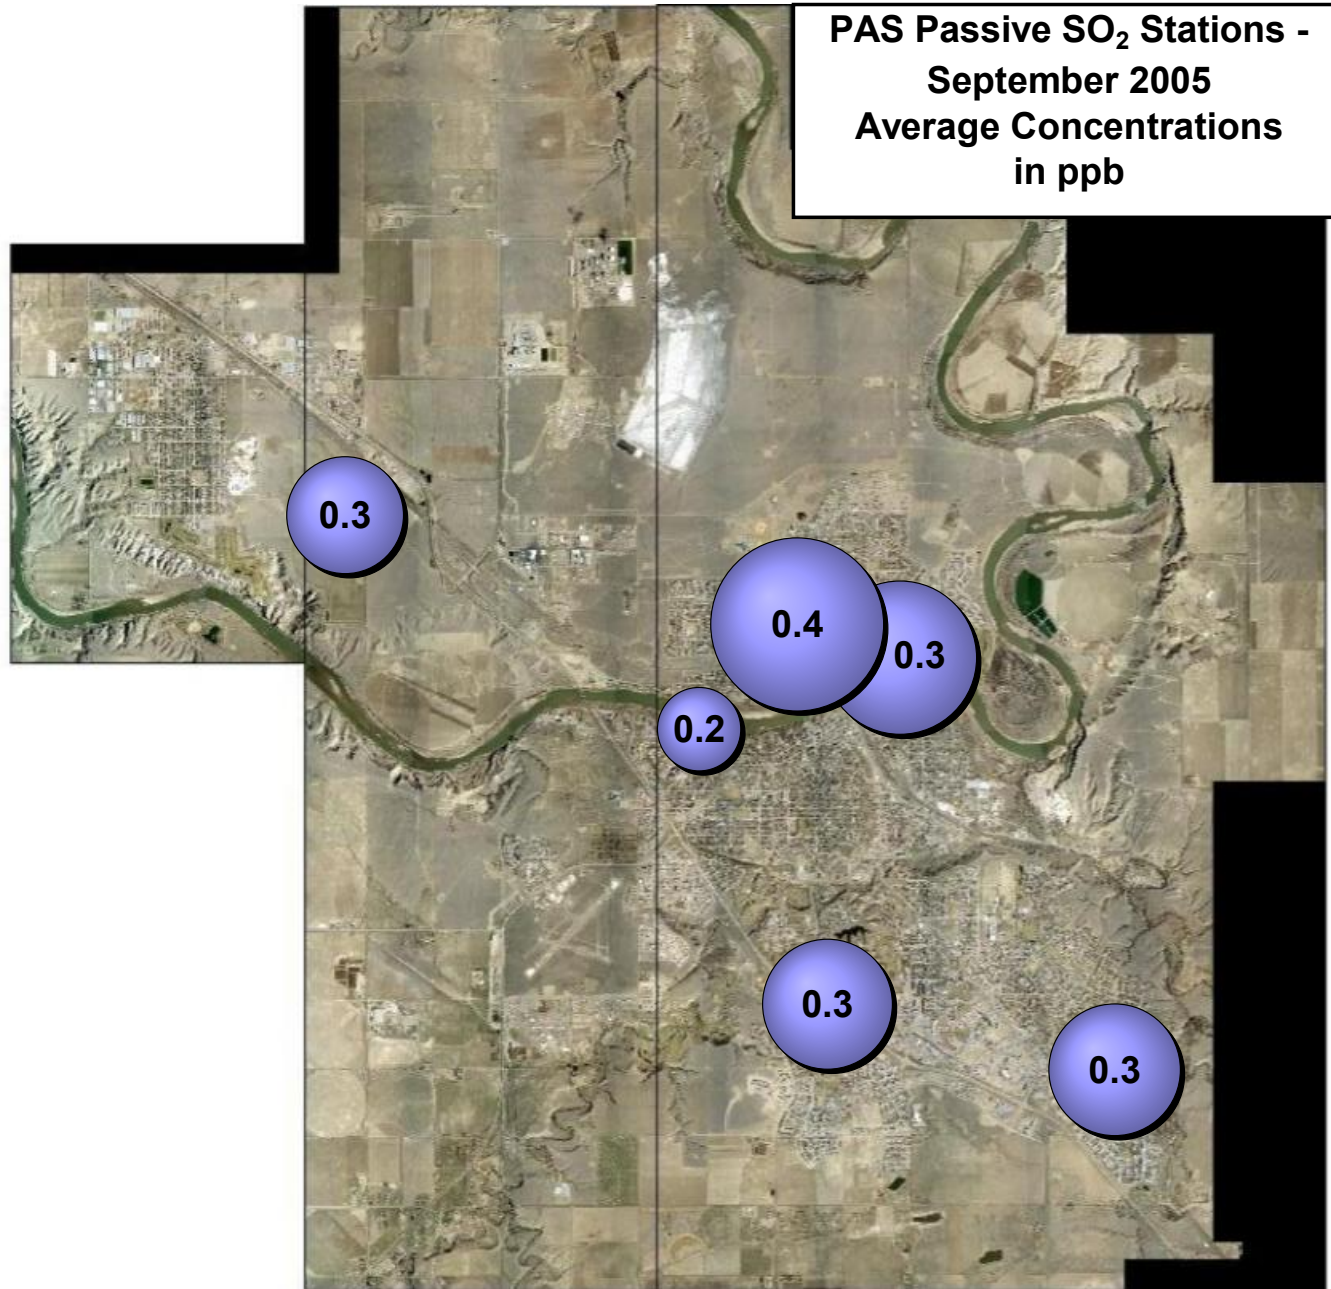 PAS Passive SO₂ Stations -
September 2005
Average Concentrations
in ppb
0.3
0.4
0.3
0.2
0.3
0.3